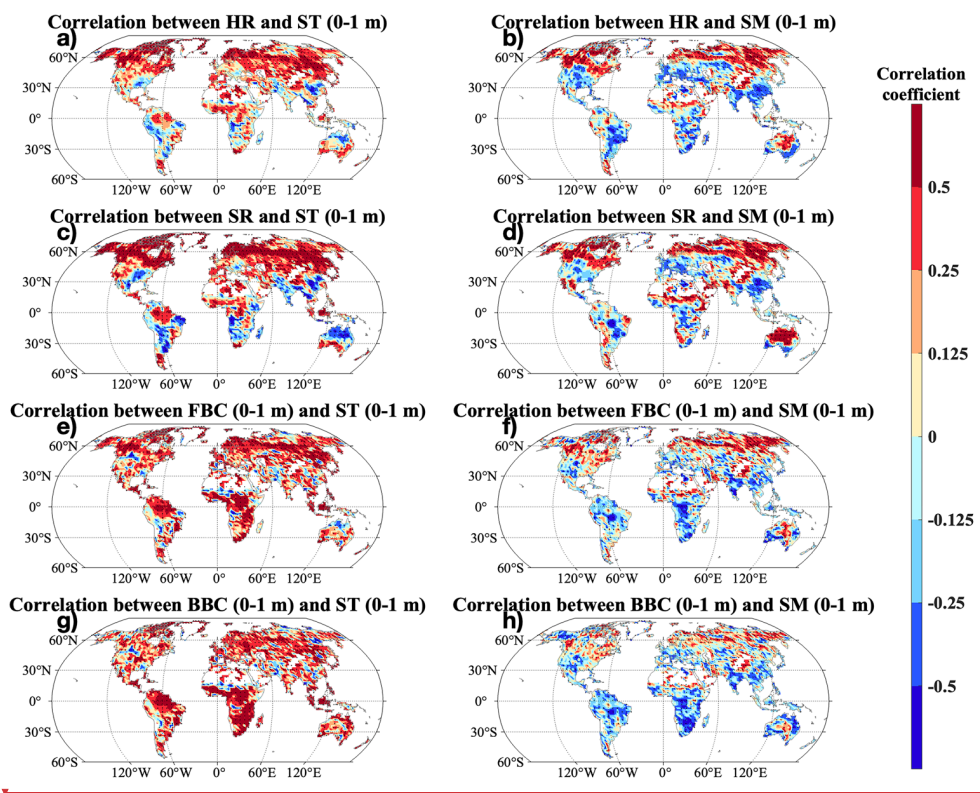 Correlation between HR and ST (0-1 m)
a)
60°N
30°N
0°
30°S
60°S
120°W 60°W 0° 60°E 120°E
Correlation between HR and SM (0-1 m)
b)
60°N
30°N
0°
30°S
60°S
120°W 60°W 0° 60°E 120°E
Correlation between SR and ST (0-1 m)
c)
60°N
30°N
0°
30°S
60°S
120°W 60°W 0° 60°E 120°E
Correlation between SR and SM (0-1 m)
d)
60°N
30°N
0°
30°S
60°S
120°W 60°W 0° 60°E 120°E
Correlation between FBC (0-1 m) and ST (0-1 m)
e)
60°N
30°N
0°
30°S
60°S
120°W 60°W 0° 60°E 120°E
Correlation between FBC (0-1 m) and SM (0-1 m)
f)
60°N
30°N
0°
30°S
60°S
120°W 60°W 0° 60°E 120°E
Correlation between BBC (0-1 m) and ST (0-1 m)
g)
60°N
30°N
0°
30°S
60°S
120°W 60°W 0° 60°E 120°E
Correlation between BBC (0-1 m) and SM (0-1 m)
h)
60°N
30°N
0°
30°S
60°S
120°W 60°W 0° 60°E 120°E
Correlation
coefficient
0.5
0.25
0.125
0
-0.125
-0.25
-0.5